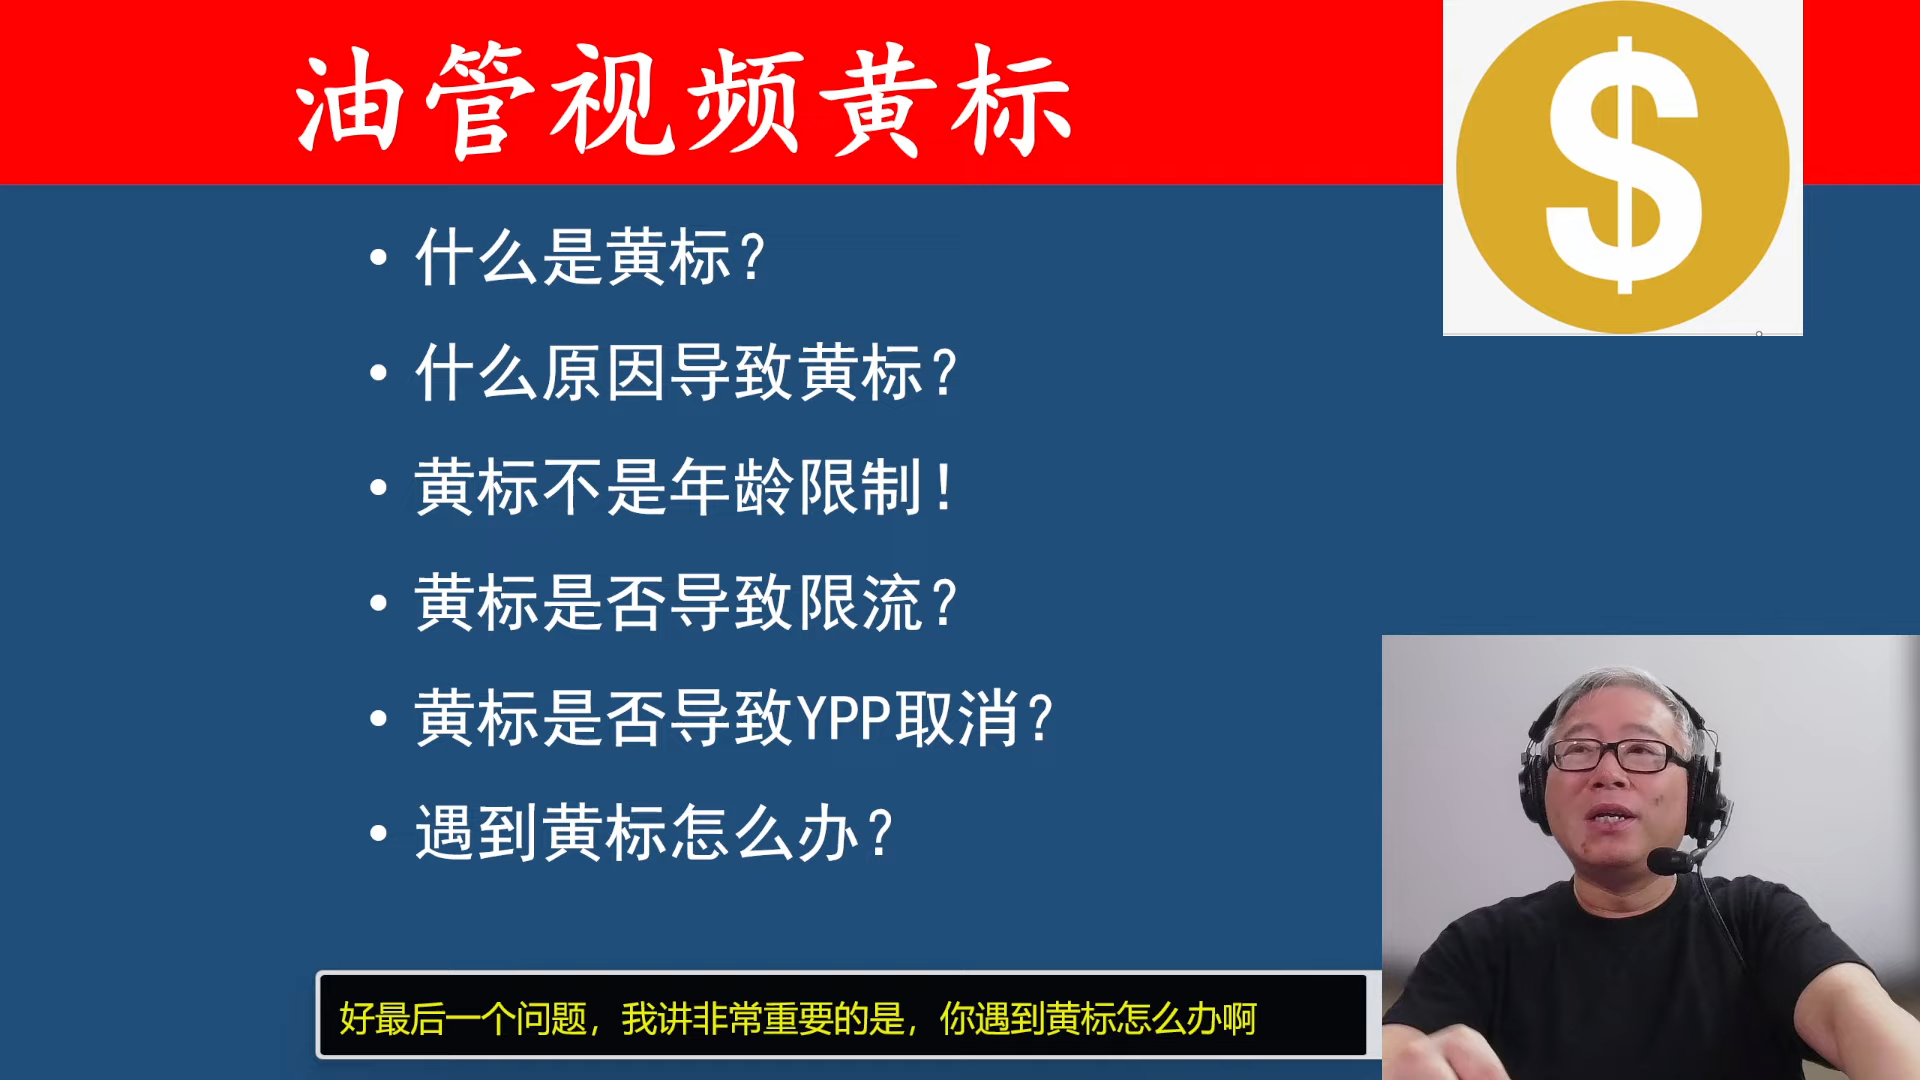 油管视频黄标
$
• 什么是黄标？
• 什么原因导致黄标？
• 黄标不是年龄限制！
• 黄标是否导致限流？
• 黄标是否导致YPP取消？
• 遇到黄标怎么办？
好最后一个问题，我讲非常重要的是，你遇到黄标怎么办啊